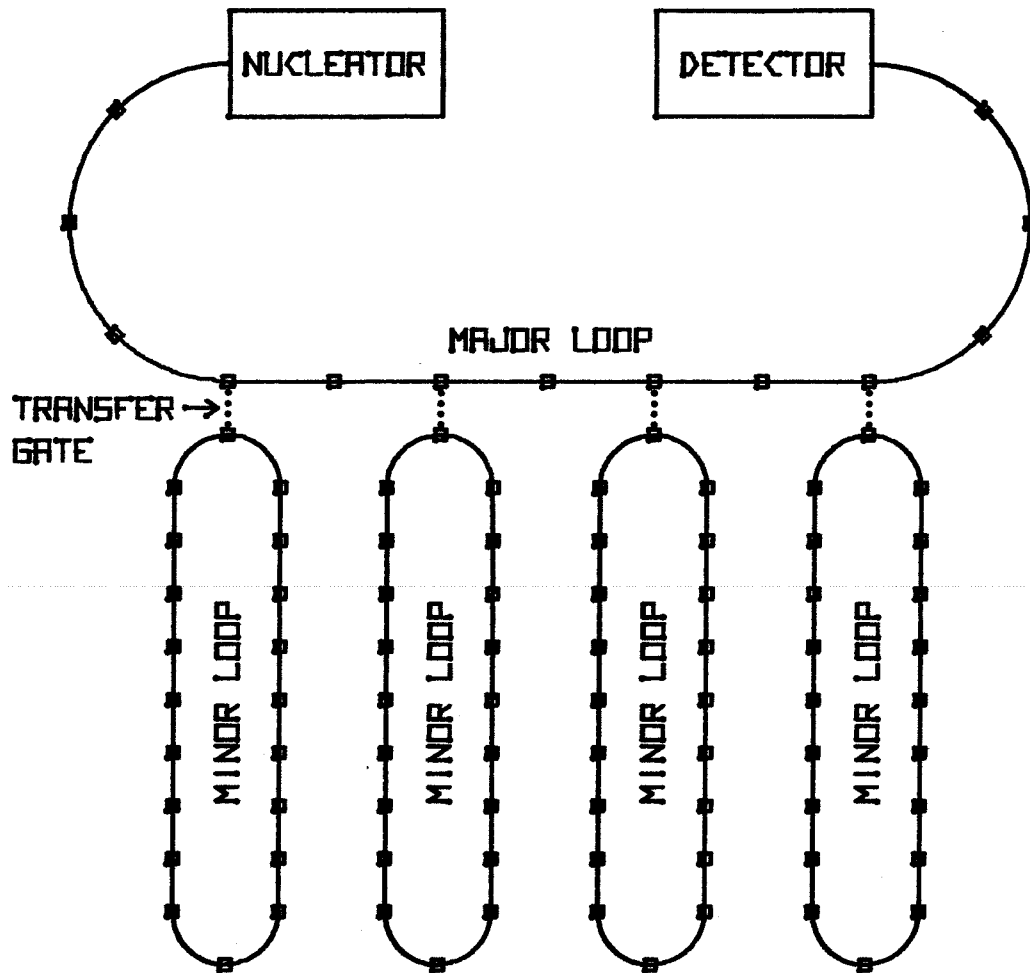 NUCLEATOR
DETECTOR
MAJOR LOOP
TRANSFER
GATE
MINOR LOOP
MINOR LOOP
MINOR LOOP
MINOR LOOP